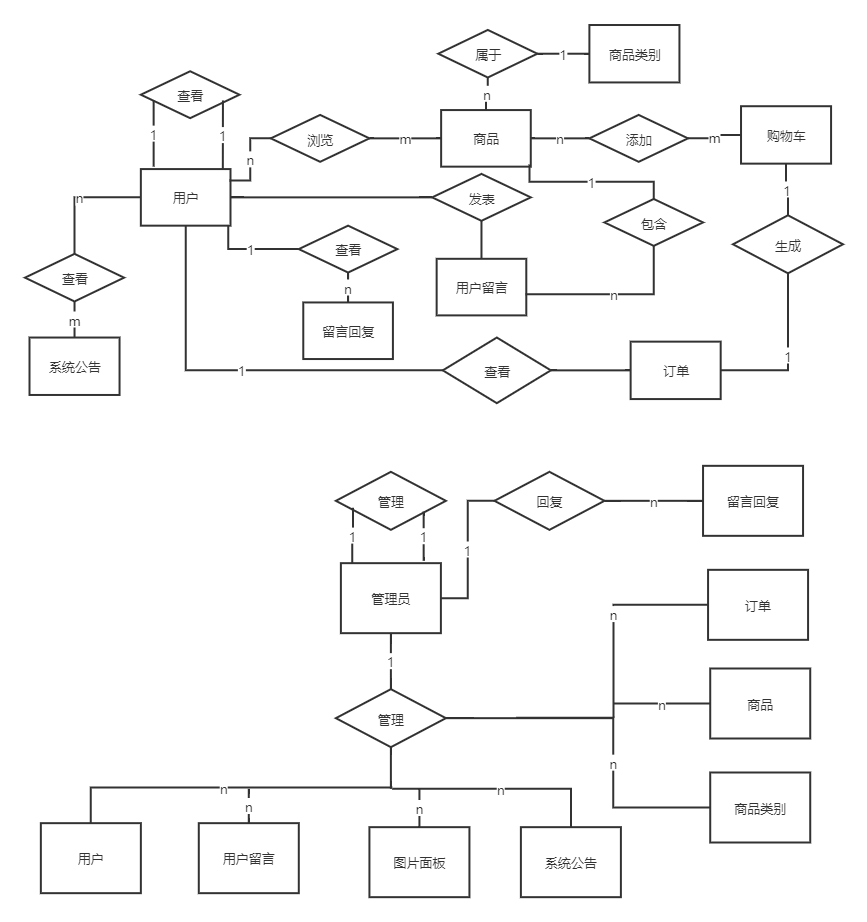 属于
1
商品类别
查看
n
1
1
浏览
n
m
商品
n
添加
m
购物车
用户
发表
1
1
n
包含
生成
查看
1
查看
用户留言
n
n
m
留言回复
系统公告
1
查看
订单
1
管理
回复
n
留言回复
1
1
1
管理员
订单
n
1
管理
n
商品
n
商品类别
n
n
n
n
用户
用户留言
图片面板
系统公告